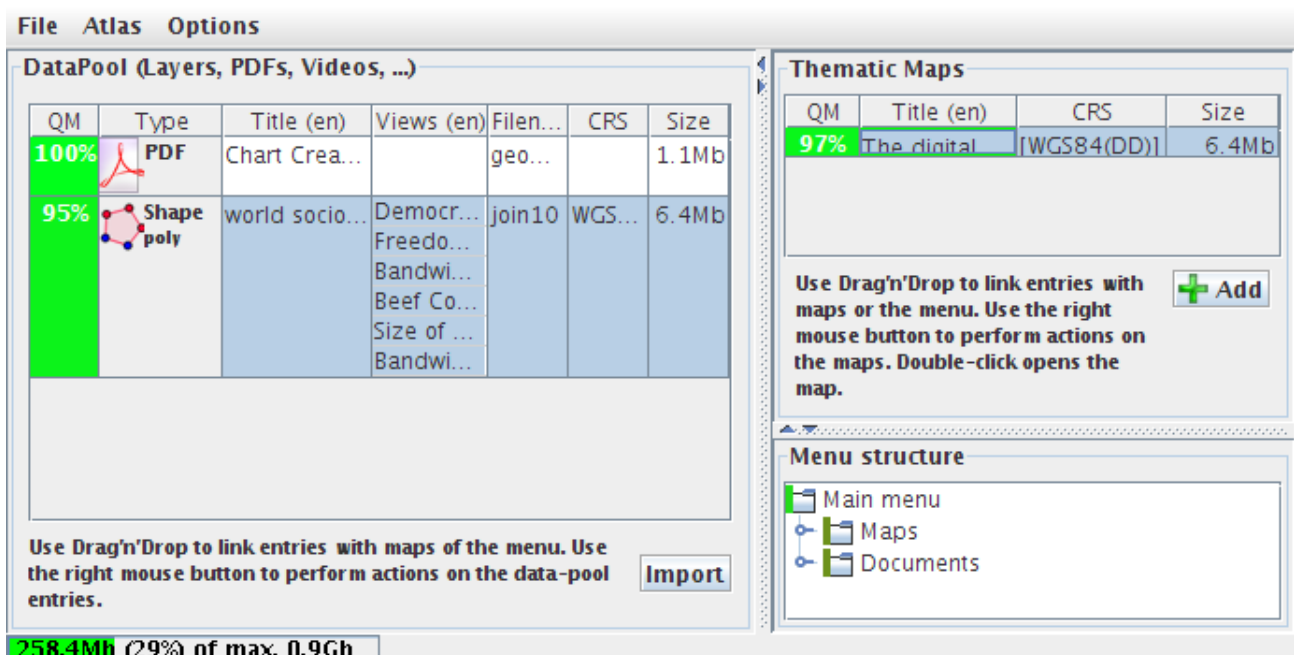 File Atlas Options
DataPool (Layers, PDFs, Videos, ...)
QM Type Title (en) Views (en) Filen... CRS Size
100% PDF Chart Crea... geo... 1.1Mb
95% Shape poly world socio... Democr... join10 WGS... 6.4Mb
Freedo...
Bandwi...
Beef Co...
Size of ...
Bandwi...
Use Drag'n'Drop to link entries with maps of the menu. Use
the right mouse button to perform actions on the data-pool
entries.
Import
Thematic Maps
QM Title (en) CRS Size
97% The digital [WGS84(DD)] 6.4Mb
Use Drag'n'Drop to link entries with
maps or the menu. Use the right
mouse button to perform actions on
the maps. Double-click opens the
map.
Add
Menu structure
Main menu
Maps
Documents
258.4Mb (29%) of max. 0.9Gb